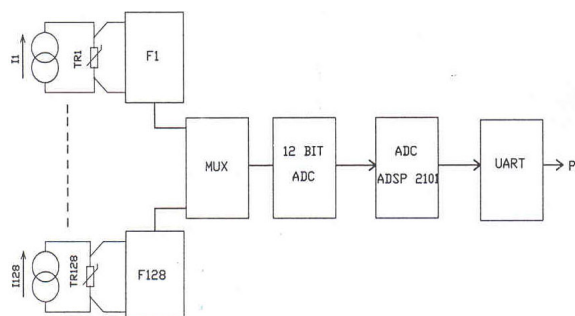 I1
TR1
F1
MUX
12 BIT
ADC
ADC
ADSP 2101
UART
P
I128
TR128
F128